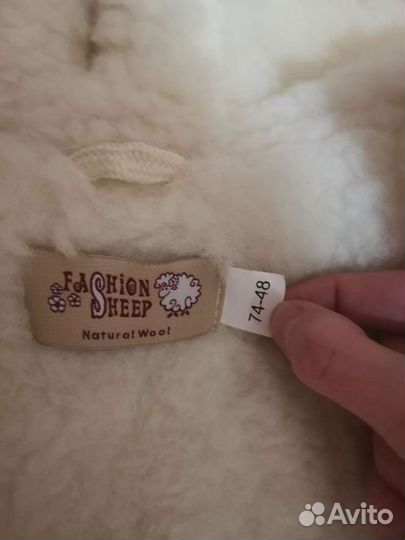 FASHION
SHEEP
Natural Wool
74-48
Avito